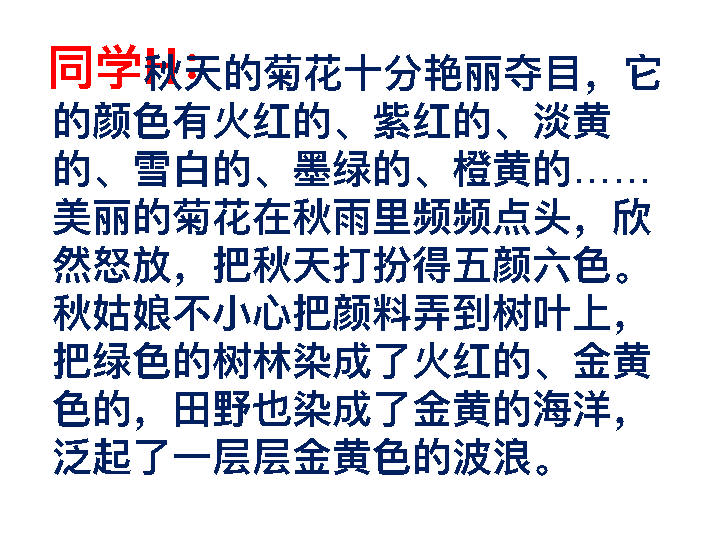 同学H：秋天的菊花十分艳丽夺目，它
的颜色有火红的、紫红的、淡黄
的、雪白的、墨绿的、橙黄的……
美丽的菊花在秋雨里频频点头，欣
然怒放，把秋天打扮得五颜六色。
秋姑娘不小心把颜料弄到树叶上，
把绿色的树林染成了火红的、金黄
色的，田野也染成了金黄的海洋，
泛起了一层层金黄色的波浪。